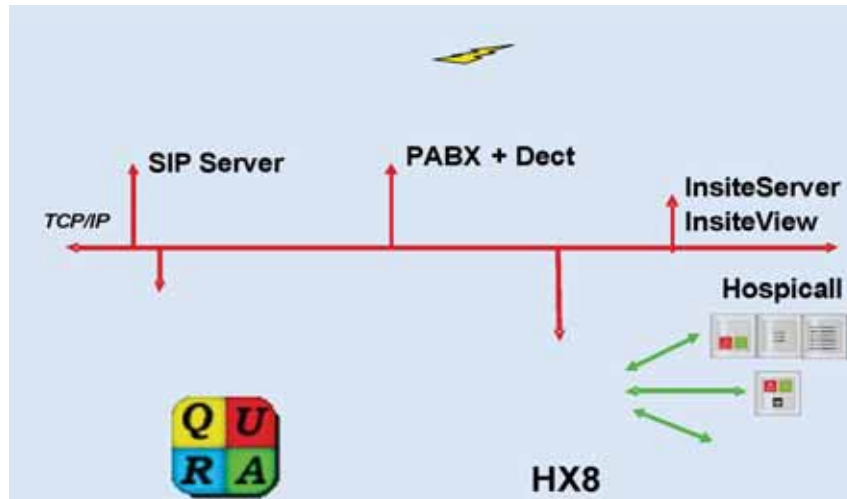 SIP Server
PABX + Dect
InsiteServer
InsiteView
TCP/IP
Hospicall
Q U
R A
HX8